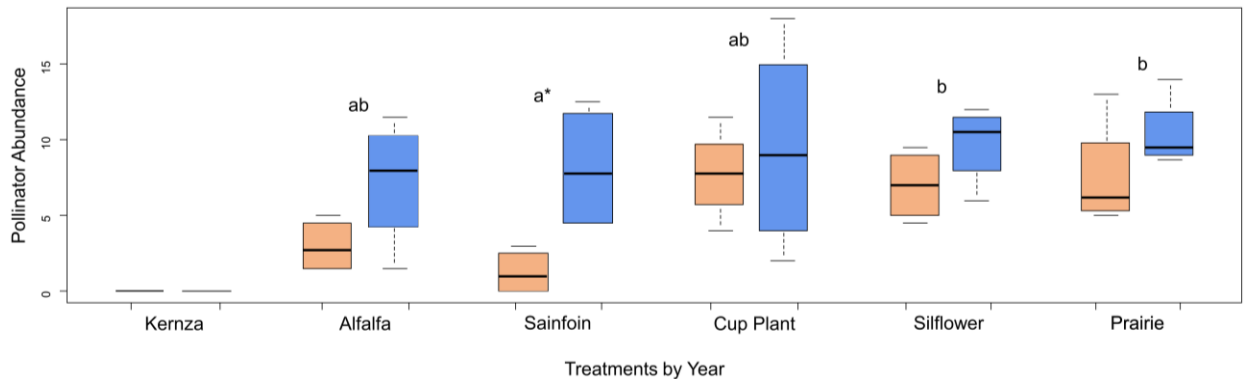 Pollinator Abundance
15
10
5
0
ab
a*
ab
b
b
Kernza
Alfalfa
Sainfoin
Cup Plant
Silflower
Prairie
Treatments by Year